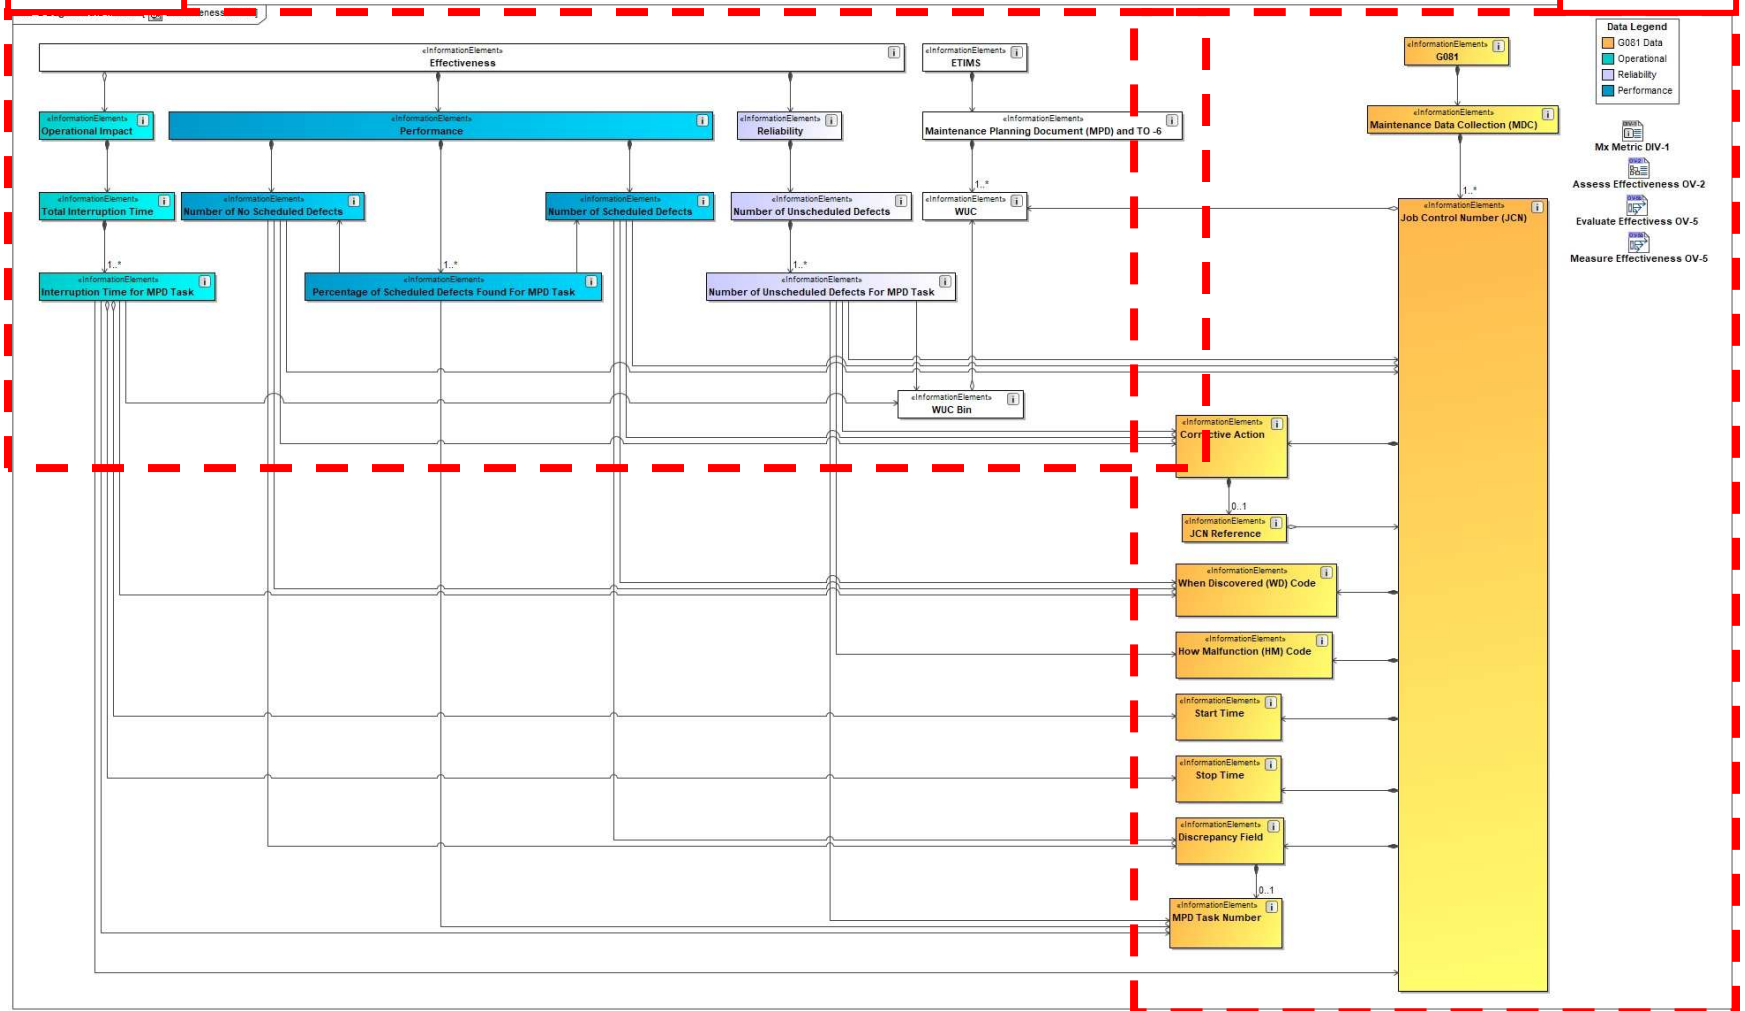 eness
«InformationElement»
Effectiveness
«InformationElement»
ETIMS
«InformationElement»
G081
Data Legend
G081 Data
Operational
Reliability
Performance
«InformationElement»
Operational Impact
«InformationElement»
Performance
«InformationElement»
Reliability
«InformationElement»
Maintenance Planning Document (MPD) and TO -6
«InformationElement»
Maintenance Data Collection (MDC)
Mx Metric DIV-1
Assess Effectiveness OV-2
Evaluate Effectivess OV-5
Measure Effectiveness OV-5
1..*
1..*
«InformationElement»
Total Interruption Time
«InformationElement»
Number of No Scheduled Defects
«InformationElement»
Number of Scheduled Defects
«InformationElement»
Number of Unscheduled Defects
«InformationElement»
WUC
«InformationElement»
Job Control Number (JCN)
1..*
1..*
1..*
«InformationElement»
Interruption Time for MPD Task
«InformationElement»
Percentage of Scheduled Defects Found For MPD Task
«InformationElement»
Number of Unscheduled Defects For MPD Task
«InformationElement»
WUC Bin
«InformationElement»
Corrective Action
0..1
«InformationElement»
JCN Reference
«InformationElement»
When Discovered (WD) Code
«InformationElement»
How Malfunction (HM) Code
«InformationElement»
Start Time
«InformationElement»
Stop Time
«InformationElement»
Discrepancy Field
0..1
«InformationElement»
MPD Task Number